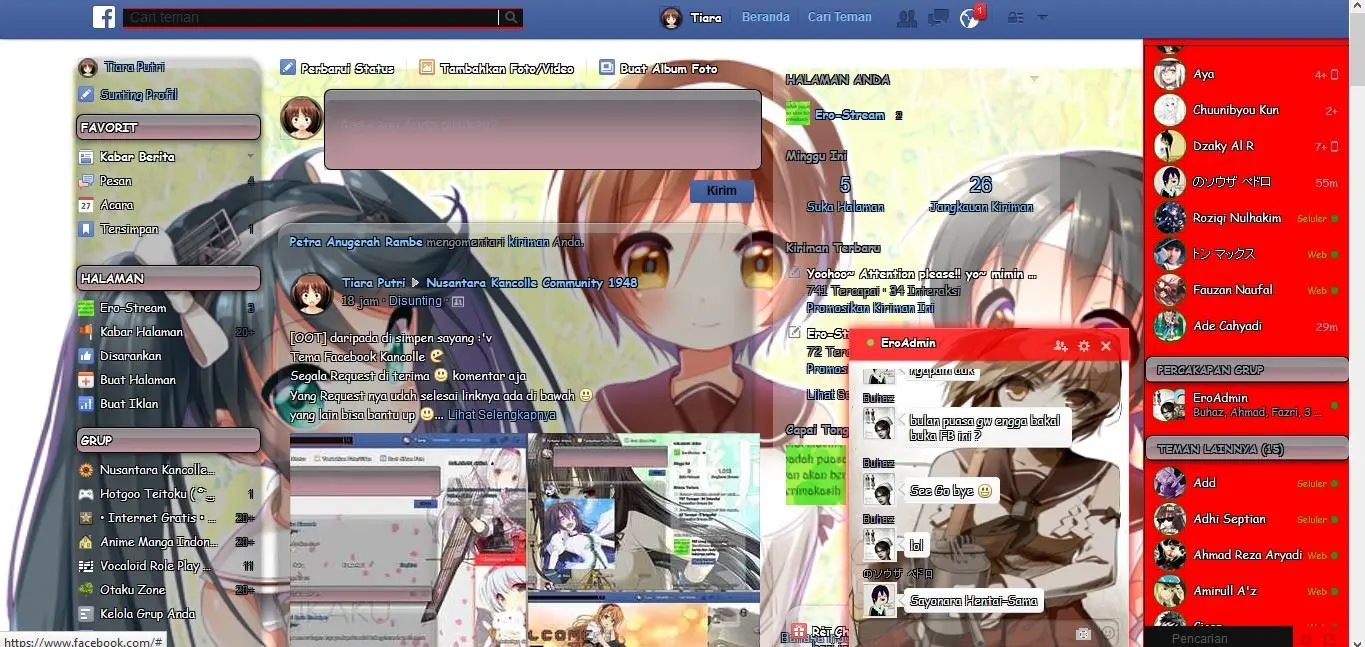 Cari teman
Tiara
Beranda
Cari Teman
1
Tiara Putri
Sunting Profil
FAVORIT
Kabar Berita
Pesan 4
27 Acara
Tersimpan 1
HALAMAN
Ero-Stream 3
Kabar Halaman 20+
Disarankan
Buat Halaman
Buat Iklan
GRUP
Nusantara Kancolle...
Hotgoo Teitoku 1
• Internet Gratis • ... 20+
Anime Manga Indon... 20+
Vocaloid Role Play ...
Otaku Zone 20+
Kelola Grup Anda
https://www.facebook.com/#
Perbarui Status
Tambahkan Foto/Video
Buat Album Foto
Kirim
Petra Anugerah Rambe mengomentari kiriman Anda.
Tiara Putri Nusantara Kancolle Community 1948
18 jam · Disunting ·
[OOT] daripada di simpen sayang :'v
Tema Facebook Kancolle
Segala Request di terima 😃 komentar aja
Yang Request nya udah selesai linknya ada di bawah 😃
yang lain bisa bantu up 😃... Lihat Selengkapnya
HALAMAN ANDA
Ero-Stream 2
Minggu Ini
5
Suka Halaman
26
Jangkauan Kiriman
Kiriman Terbaru
Yoohoo~ Attention please!! yo~ mimin ...
741 Tercapai • 34 Interaksi
Promosikan Kiriman Ini
Ero-St
72 Terc
Promos
Lihat Se
Capai Tong
EroAdmin
Buhaz
bulan puasa gw engga bakal
buka FB ini ?
Buhaz
See Go bye 😃
Buhaz
lol
のソウザ ペドロ
Sayonara Hentai-Sama
Aya 4+
Chuunibyou Kun 2+
Dzaky Al R 7+
のソウザ ペドロ 55m
Roziqi Nulhakim Seluler
トン マックス Web
Fauzan Naufal Web
Ade Cahyadi 29m
PERCAKAPAN GRUP
EroAdmin
Buhaz, Ahmad, Fazri, 3 ...
TEMAN LAINNYA (15)
Add Seluler
Adhi Septian Seluler
Ahmad Reza Aryadi Web
Amirull A'z Web
Pencarian